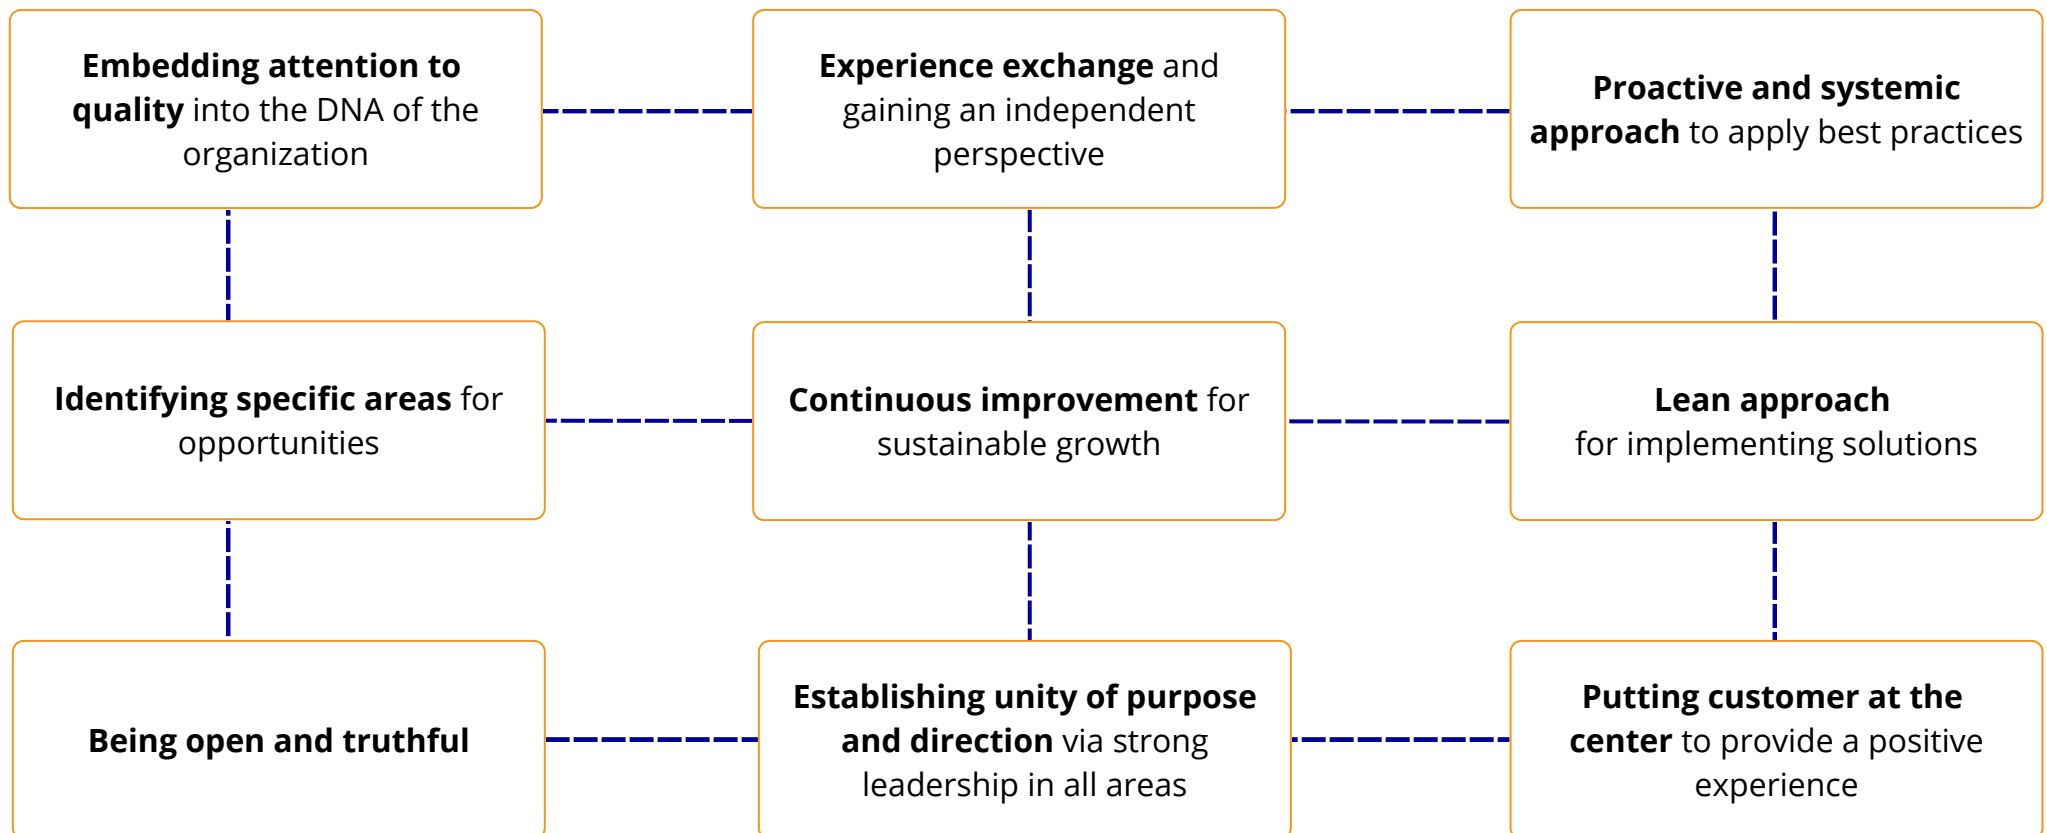 Embedding attention to
quality into the DNA of the
organization
Experience exchange and
gaining an independent
perspective
Proactive and systemic
approach to apply best practices
Identifying specific areas for
opportunities
Continuous improvement for
sustainable growth
Lean approach
for implementing solutions
Being open and truthful
Establishing unity of purpose
and direction via strong
leadership in all areas
Putting customer at the
center to provide a positive
experience